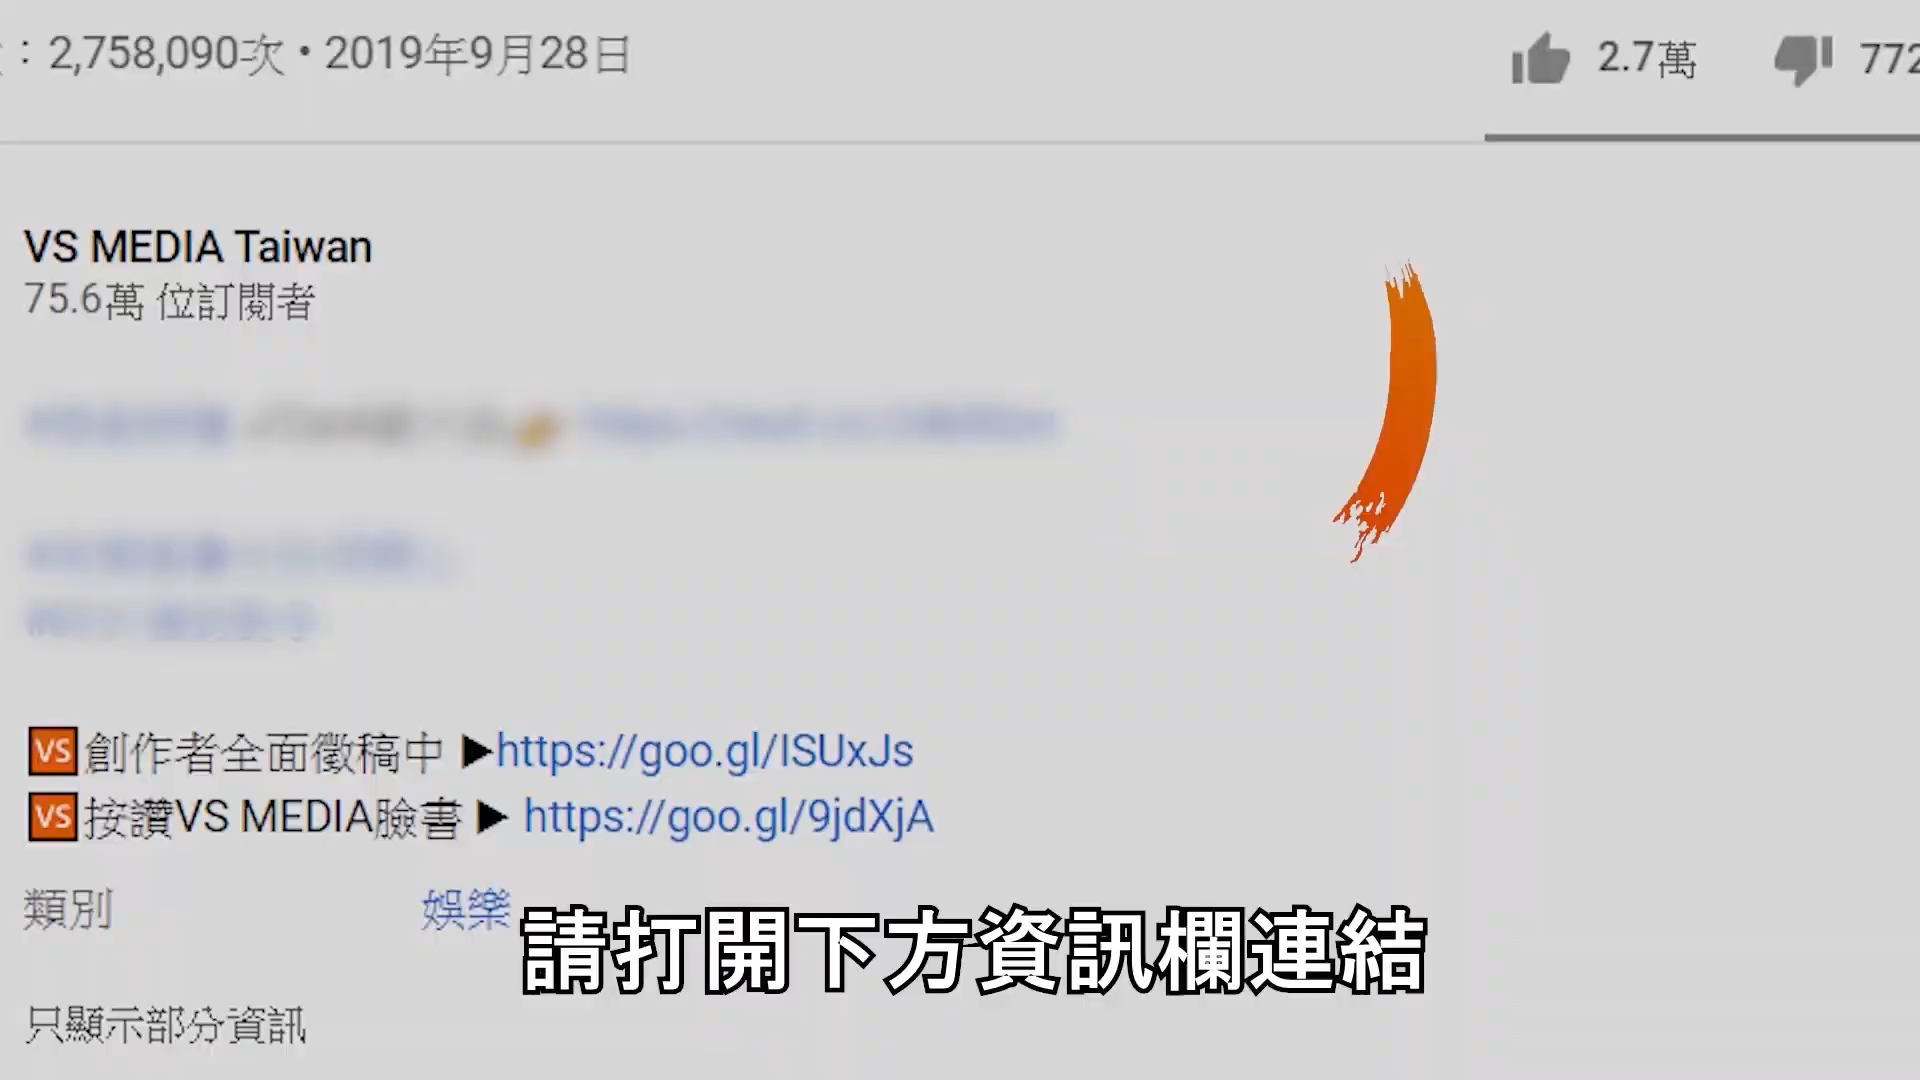 ：2,758,090次 • 2019年9月28日
2.7萬
772
VS MEDIA Taiwan
75.6萬 位訂閱者
VS創作者全面徵稿中 ▶https://goo.gl/ISUxJs
VS按讚VS MEDIA臉書 ▶ https://goo.gl/9jdXjA
類別 娛樂
請打開下方資訊欄連結
只顯示部分資訊